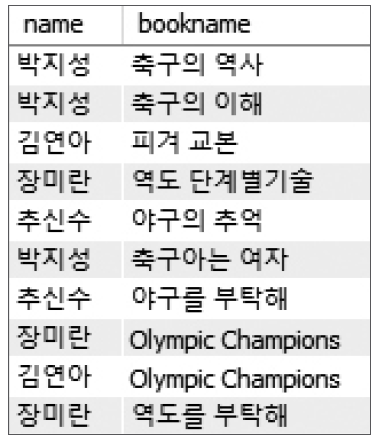 name bookname
박지성 축구의 역사
박지성 축구의 이해
김연아 피겨 교본
장미란 역도 단계별기술
추신수 야구의 추억
박지성 축구아는 여자
추신수 야구를 부탁해
장미란 Olympic Champions
김연아 Olympic Champions
장미란 역도를 부탁해